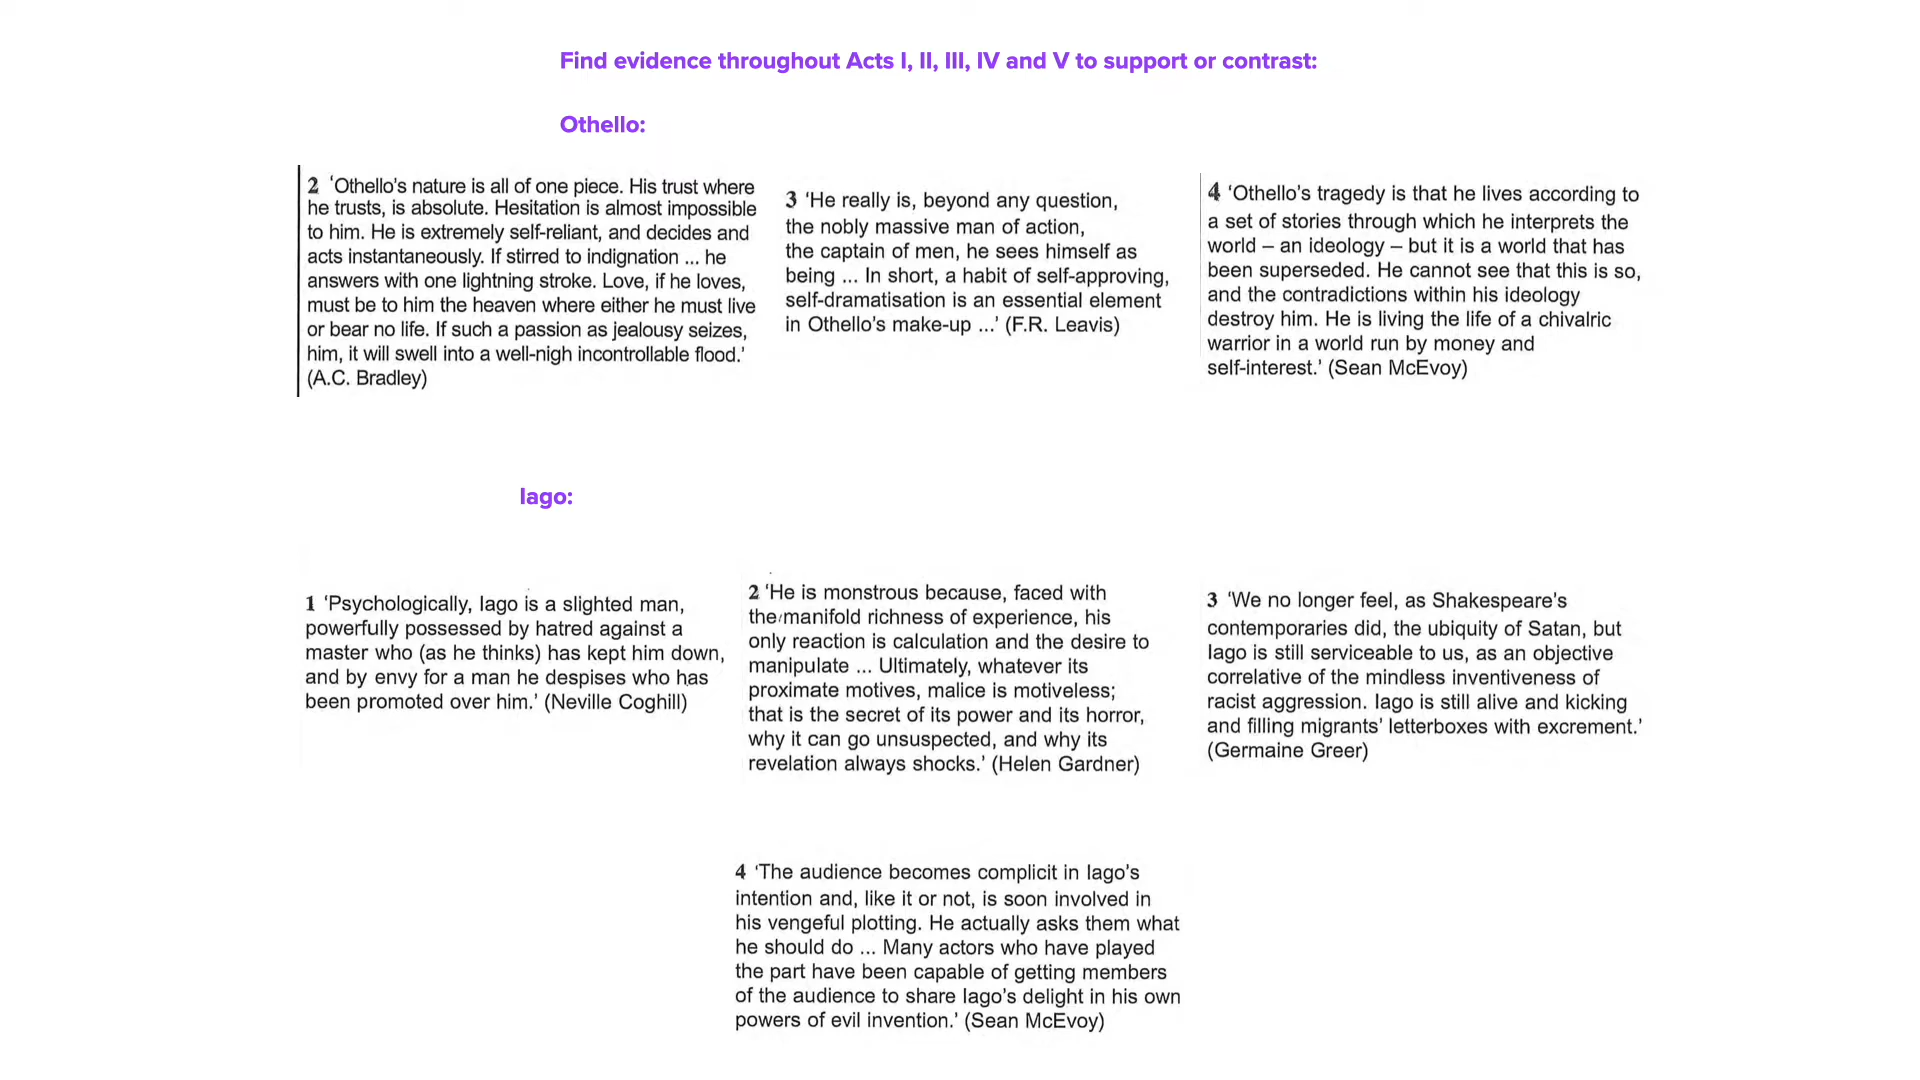 Find evidence throughout Acts I, II, III, IV and V to support or contrast:
Othello:
2 ‘Othello’s nature is all of one piece. His trust where
he trusts, is absolute. Hesitation is almost impossible
to him. He is extremely self-reliant, and decides and
acts instantaneously. If stirred to indignation ... he
answers with one lightning stroke. Love, if he loves,
must be to him the heaven where either he must live
or bear no life. If such a passion as jealousy seizes,
him, it will swell into a well-nigh incontrollable flood.’
(A.C. Bradley)
3 ‘He really is, beyond any question,
the nobly massive man of action,
the captain of men, he sees himself as
being ... In short, a habit of self-approving,
self-dramatisation is an essential element
in Othello’s make-up ...’ (F.R. Leavis)
4 ‘Othello’s tragedy is that he lives according to
a set of stories through which he interprets the
world – an ideology – but it is a world that has
been superseded. He cannot see that this is so,
and the contradictions within his ideology
destroy him. He is living the life of a chivalric
warrior in a world run by money and
self-interest.’ (Sean McEvoy)
Iago:
1 ‘Psychologically, Iago is a slighted man,
powerfully possessed by hatred against a
master who (as he thinks) has kept him down,
and by envy for a man he despises who has
been promoted over him.’ (Neville Coghill)
2 ‘He is monstrous because, faced with
the manifold richness of experience, his
only reaction is calculation and the desire to
manipulate ... Ultimately, whatever its
proximate motives, malice is motiveless;
that is the secret of its power and its horror,
why it can go unsuspected, and why its
revelation always shocks.’ (Helen Gardner)
3 ‘We no longer feel, as Shakespeare’s
contemporaries did, the ubiquity of Satan, but
Iago is still serviceable to us, as an objective
correlative of the mindless inventiveness of
racist aggression. Iago is still alive and kicking
and filling migrants’ letterboxes with excrement.’
(Germaine Greer)
4 ‘The audience becomes complicit in Iago’s
intention and, like it or not, is soon involved in
his vengeful plotting. He actually asks them what
he should do ... Many actors who have played
the part have been capable of getting members
of the audience to share Iago’s delight in his own
powers of evil invention.’ (Sean McEvoy)